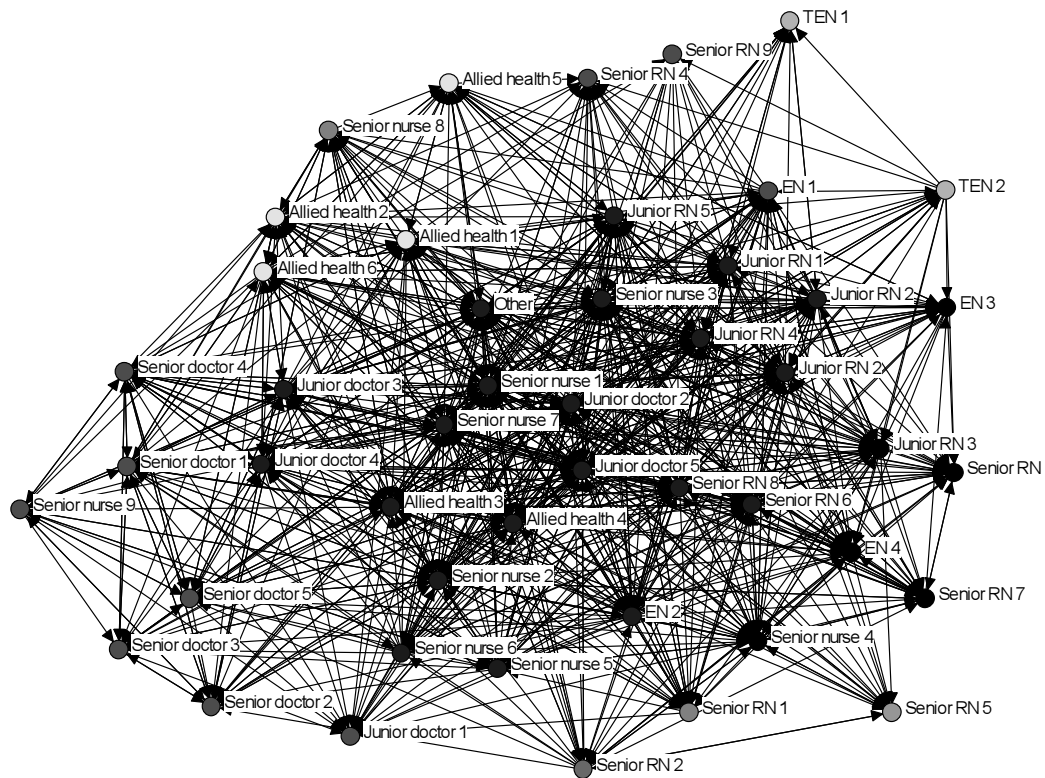 TEN 1
Senior RN 9
Allied health 5
Senior RN 4
Senior nurse 8
EN 1
TEN 2
Allied health 2
Junior RN 5
Allied health 1
Junior RN 1
Allied health 6
Other
Senior nurse 3
Junior RN 2
EN 3
Junior RN 4
Senior doctor 4
Junior doctor 3
Senior nurse 1
Junior RN 2
Junior doctor 2
Senior nurse 7
Junior RN 3
Senior doctor 1
Junior doctor 4
Junior doctor 5
Senior RN
Senior RN 8
Senior nurse 9
Allied health 3
Senior RN 6
Allied health 4
EN 4
Senior nurse 2
Senior doctor 5
Senior RN 7
EN 2
Senior doctor 3
Senior nurse 6
Senior nurse 4
Senior nurse 5
Senior doctor 2
Senior RN 1
Senior RN 5
Junior doctor 1
Senior RN 2